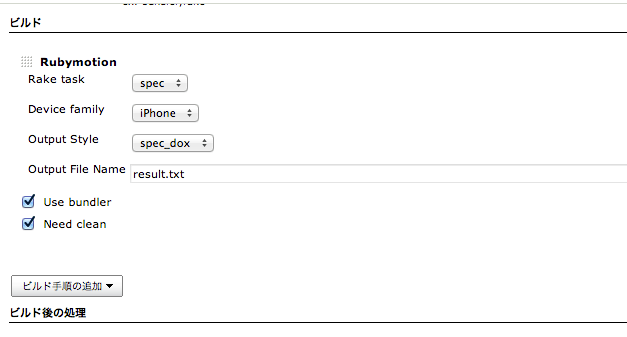 ビルド
Rubymotion
Rake task
spec
Device family
iPhone
Output Style
spec_dox
Output File Name
result.txt
Use bundler
Need clean
ビルド手順の追加
ビルド後の処理